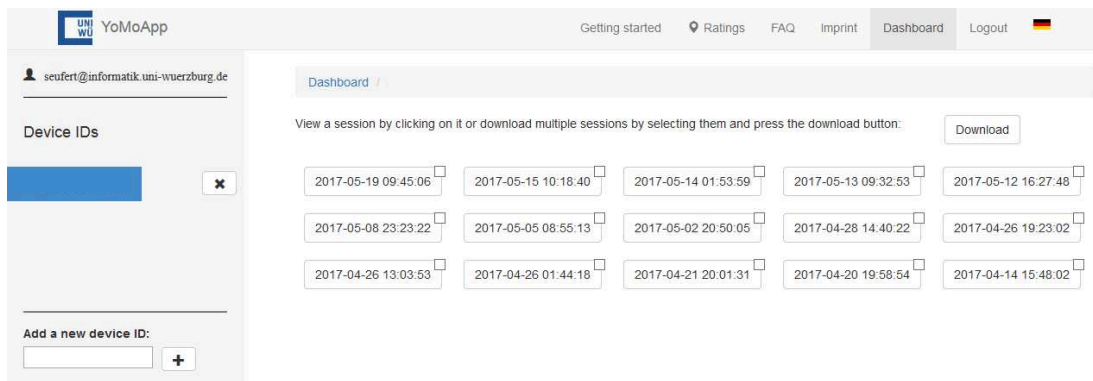 UNI WÜ YoMoApp Getting started Ratings FAQ Imprint Dashboard Logout
seufert@informatik.uni-wuerzburg.de
Dashboard /
Device IDs
View a session by clicking on it or download multiple sessions by selecting them and press the download button: Download
2017-05-19 09:45:06 2017-05-15 10:18:40 2017-05-14 01:53:59 2017-05-13 09:32:53 2017-05-12 16:27:48
2017-05-08 23:23:22 2017-05-05 08:55:13 2017-05-02 20:50:05 2017-04-28 14:40:22 2017-04-26 19:23:02
2017-04-26 13:03:53 2017-04-26 01:44:18 2017-04-21 20:01:31 2017-04-20 19:58:54 2017-04-14 15:48:02
Add a new device ID: